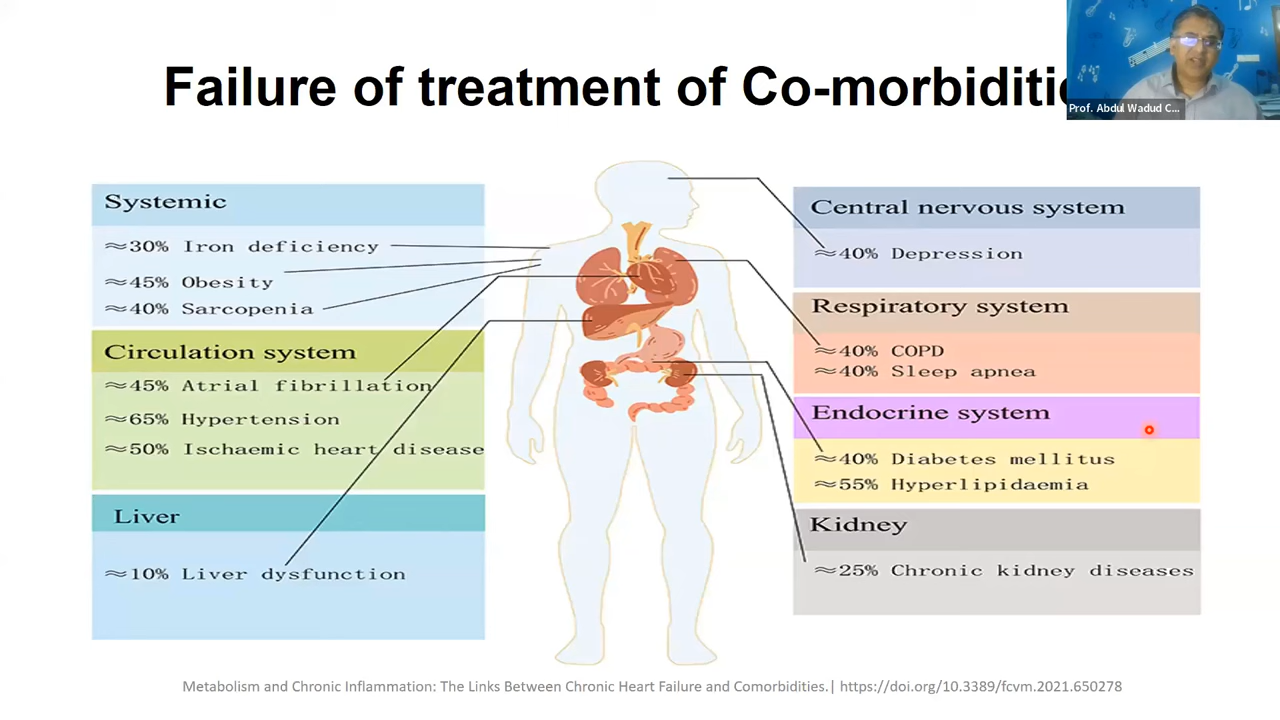 Failure of treatment of Co-morbiditi
Prof. Abdul Wadud C...
Systemic
≈30% Iron deficiency
≈45% Obesity
≈40% Sarcopenia
Circulation system
≈45% Atrial fibrillation
≈65% Hypertension
≈50% Ischaemic heart disease
Liver
≈10% Liver dysfunction
Central nervous system
≈40% Depression
Respiratory system
≈40% COPD
≈40% Sleep apnea
Endocrine system
≈40% Diabetes mellitus
≈55% Hyperlipidaemia
Kidney
≈25% Chronic kidney diseases
Metabolism and Chronic Inflammation: The Links Between Chronic Heart Failure and Comorbidities.| https://doi.org/10.3389/fcvm.2021.650278